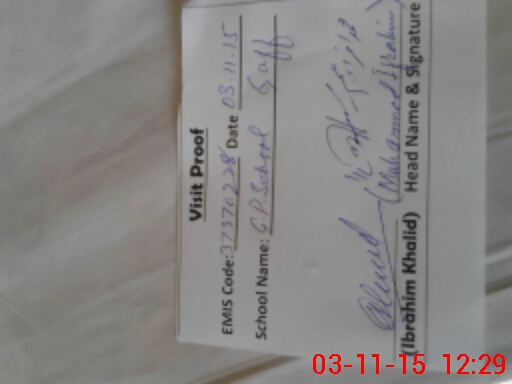 Visit Proof
EMIS Code: 37370228 Date 03-11-15
School Name: G.P School Gaff
(Muhammad Ibrahim)
(Ibrahim Khalid) Head Name & Signature
03-11-15 12:29